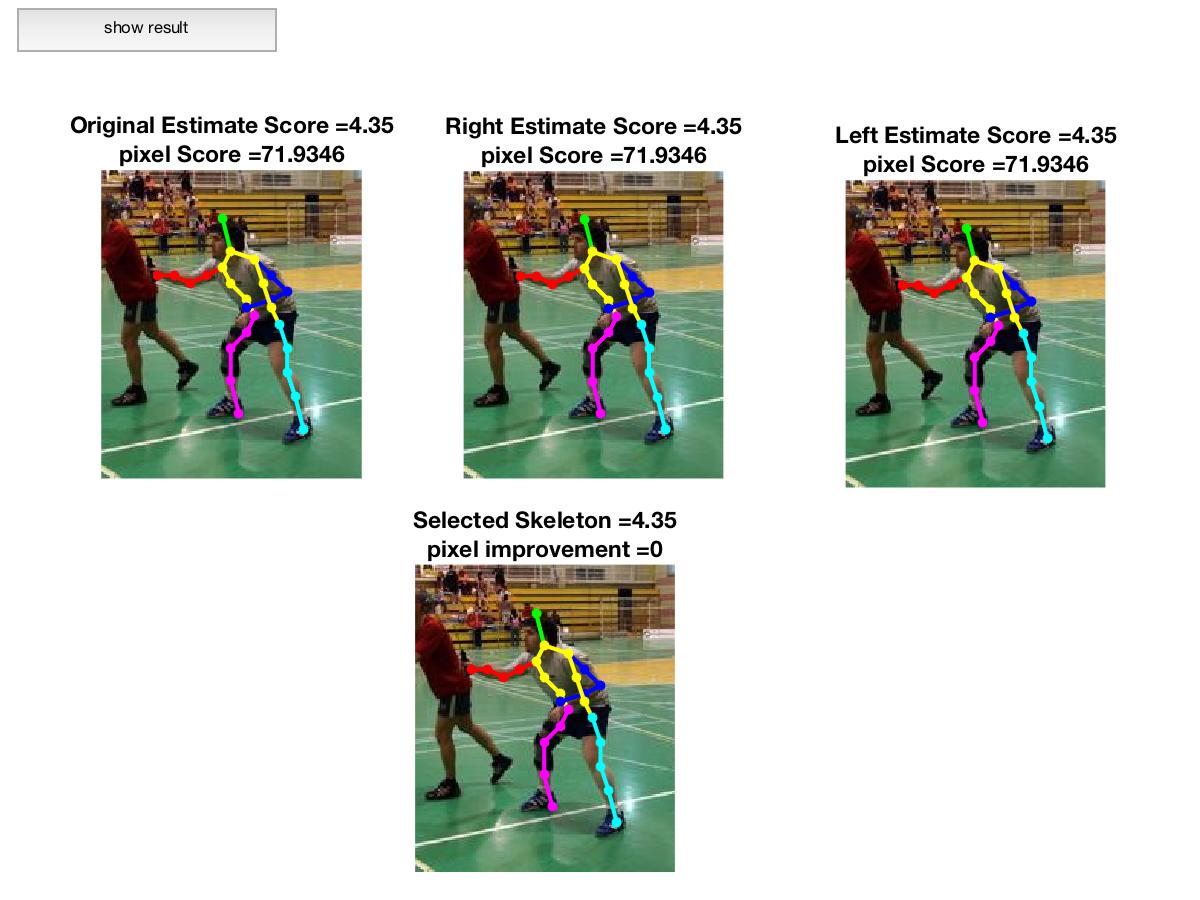 show result
Original Estimate Score =4.35
pixel Score =71.9346
Right Estimate Score =4.35
pixel Score =71.9346
Left Estimate Score =4.35
pixel Score =71.9346
Selected Skeleton =4.35
pixel improvement =0